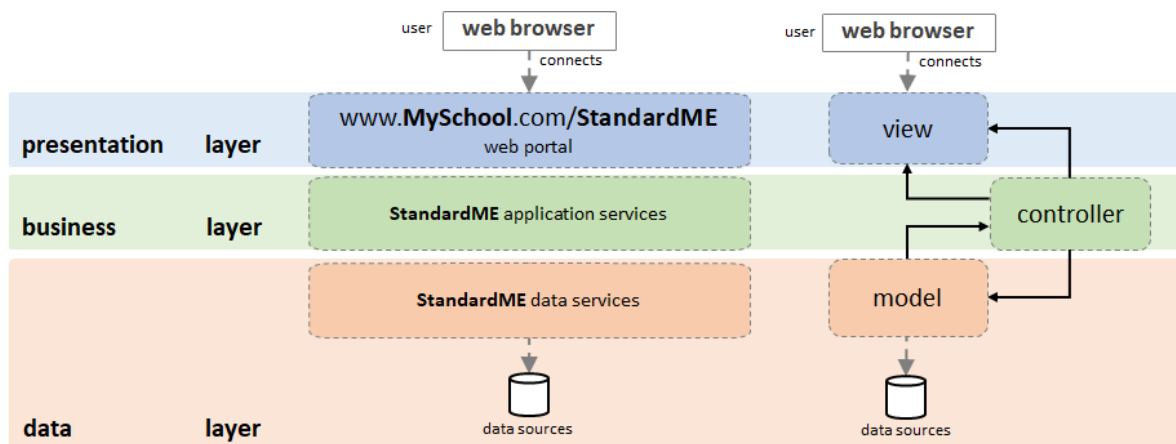 user
web browser
connects
user
web browser
connects
presentation layer
www.MySchool.com/StandardME
web portal
view
business layer
StandardME application services
controller
StandardME data services
model
data layer
data sources
data sources